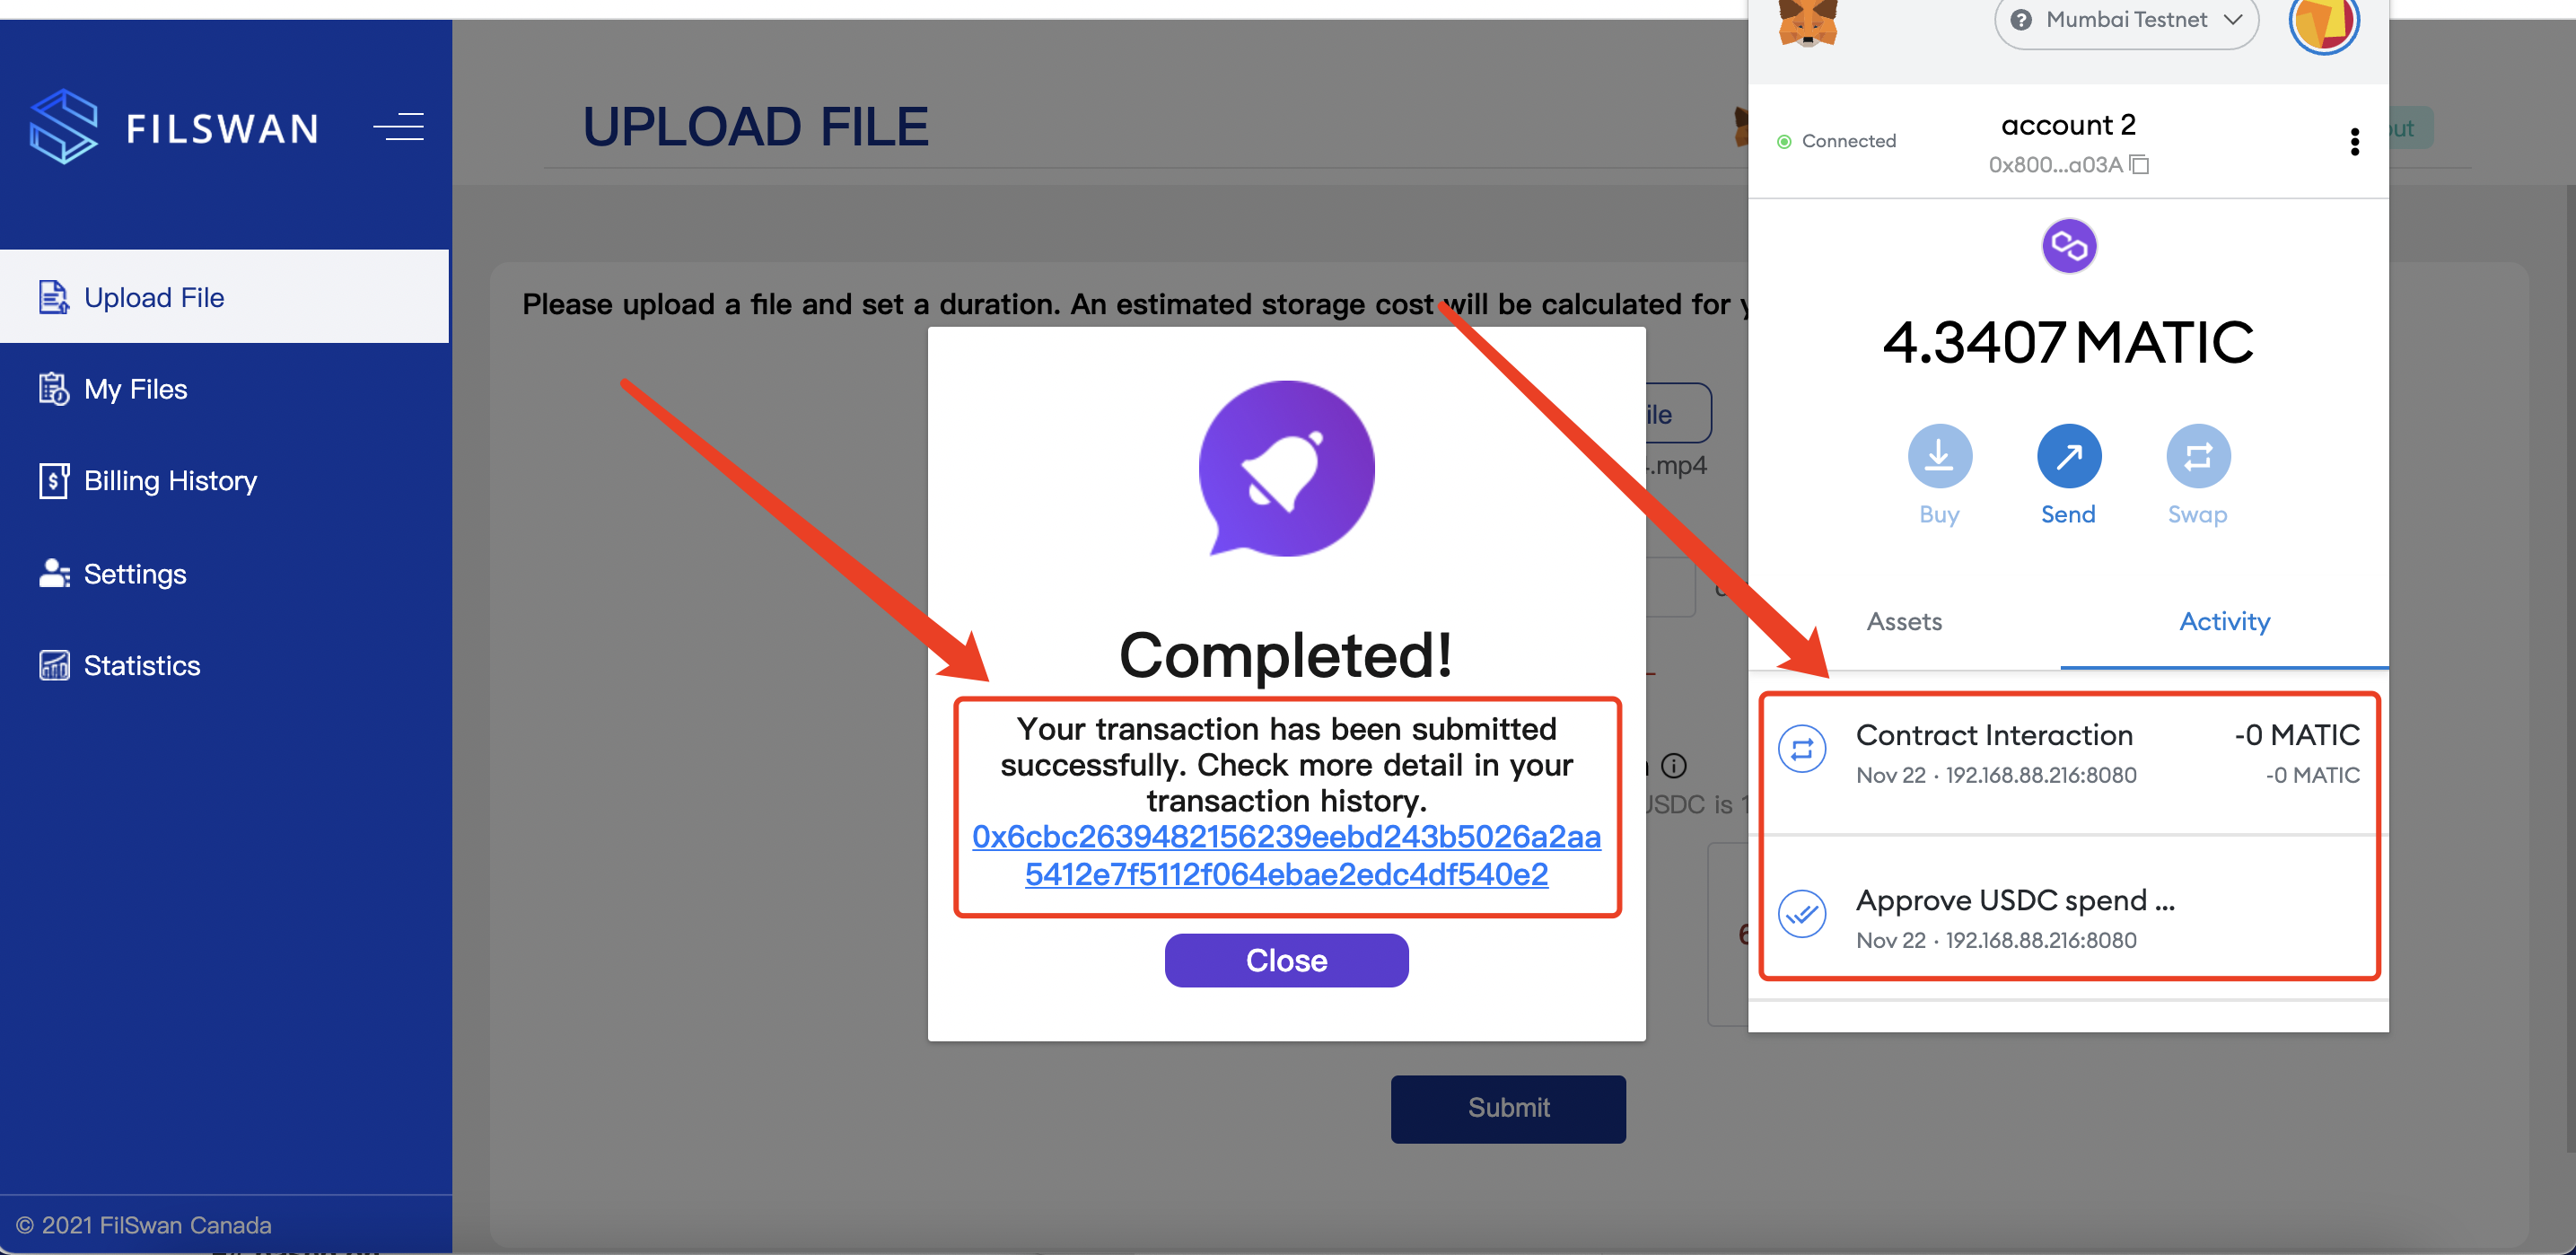 FILSWAN
Upload File
My Files
Billing History
Settings
Statistics
© 2021 FilSwan Canada
UPLOAD FILE
Please upload a file and set a duration. An estimated storage cost will be calculated for
.mp4
USDC is
Completed!
Your transaction has been submitted
successfully. Check more detail in your
transaction history.
0x6cbc2639482156239eebd243b5026a2aa
5412e7f5112f064ebae2edc4df540e2
Close
Submit
Mumbai Testnet
Connected
account 2
0x800...a03A
4.3407 MATIC
Buy
Send
Swap
Assets
Activity
Contract Interaction -0 MATIC
Nov 22 · 192.168.88.216:8080 -0 MATIC
Approve USDC spend ...
Nov 22 · 192.168.88.216:8080